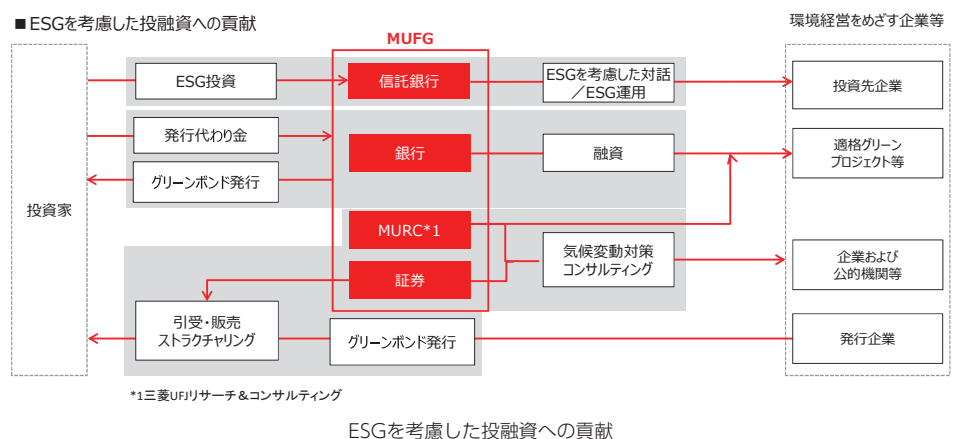 ■ESGを考慮した投融資への貢献
環境経営をめざす企業等
MUFG
投資家
ESG投資
信託銀行
ESGを考慮した対話
／ESG運用
投資先企業
発行代わり金
銀行
融資
適格グリーン
プロジェクト等
グリーンボンド発行
MURC*1
気候変動対策
コンサルティング
企業および
公的機関等
証券
引受・販売
ストラクチャリング
グリーンボンド発行
発行企業
*1三菱UFJリサーチ＆コンサルティング
ESGを考慮した投融資への貢献